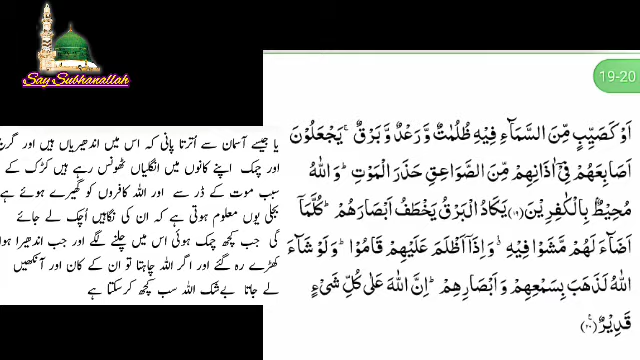 Say Subhanallah
19-20
اَوْ كَصَيِّبٍ مِّنَ السَّمَآءِ فِيْهِ ظُلُمٰتٌ وَّرَعْدٌ وَّبَرْقٌ ۚ يَجْعَلُوْنَ
اَصَابِعَهُمْ فِیْۤ اٰذَانِهِمْ مِّنَ الصَّوَاعِقِ حَذَرَ الْمَوْتِ ؕ وَاللّٰهُ
مُحِيْطٌۢ بِالْكٰفِرِيْنَ (۱۹) يَكَادُ الْبَرْقُ يَخْطَفُ اَبْصَارَهُمْ ؕ كُلَّمَاۤ
اَضَآءَ لَهُمْ مَّشَوْا فِيْهِ ۙ وَاِذَاۤ اَظْلَمَ عَلَيْهِمْ قَامُوْا ؕ وَلَوْ شَآءَ
اللّٰهُ لَذَهَبَ بِسَمْعِهِمْ وَاَبْصَارِهِمْ ؕ اِنَّ اللّٰهَ عَلٰى كُلِّ شَیْءٍ
قَدِيْرٌ (۲۰)
یا جیسے آسمان سے اُترتا پانی کہ اس میں اندھیریاں ہیں اور گرج
اور چمک اپنے کانوں میں انگلیاں ٹھونس رہے ہیں کڑک کے
سبب موت کے ڈر سے اور اللہ کافروں کو گھیرے ہوئے ہے
بجلی یوں معلوم ہوتی ہے کہ ان کی نگاہیں اُچک لے جائے
گی جب کچھ چمک ہوئی اس میں چلنے لگے اور جب اندھیرا ہوا
کھڑے رہ گئے اور اگر اللہ چاہتا تو ان کے کان اور آنکھیں
لے جاتا بےشک اللہ سب کچھ کرسکتا ہے